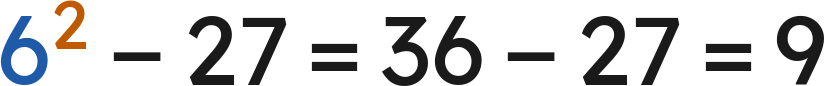 6² − 27 = 36 − 27 = 9